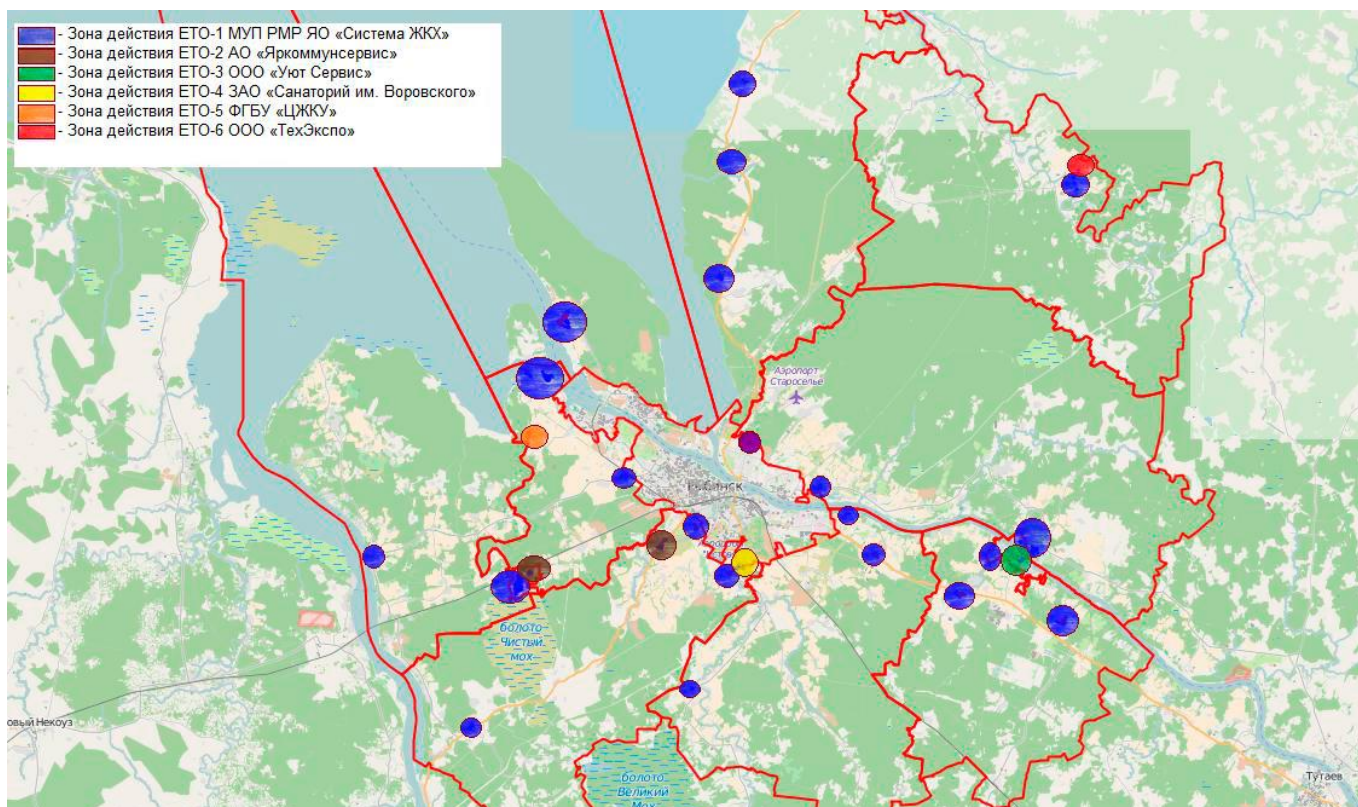 - Зона действия ЕТО-1 МУП РМР ЯО «Система ЖКХ»
- Зона действия ЕТО-2 АО «Яркоммунсервис»
- Зона действия ЕТО-3 ООО «Уют Сервис»
- Зона действия ЕТО-4 ЗАО «Санаторий им. Воровского»
- Зона действия ЕТО-5 ФГБУ «ЦЖКУ»
- Зона действия ЕТО-6 ООО «ТехЭкспо»
Аэропорт
Староселье
Рыбинск
болото
Чистый
мох
овый Некоуз
болото
Великий
Мох
Тутаев